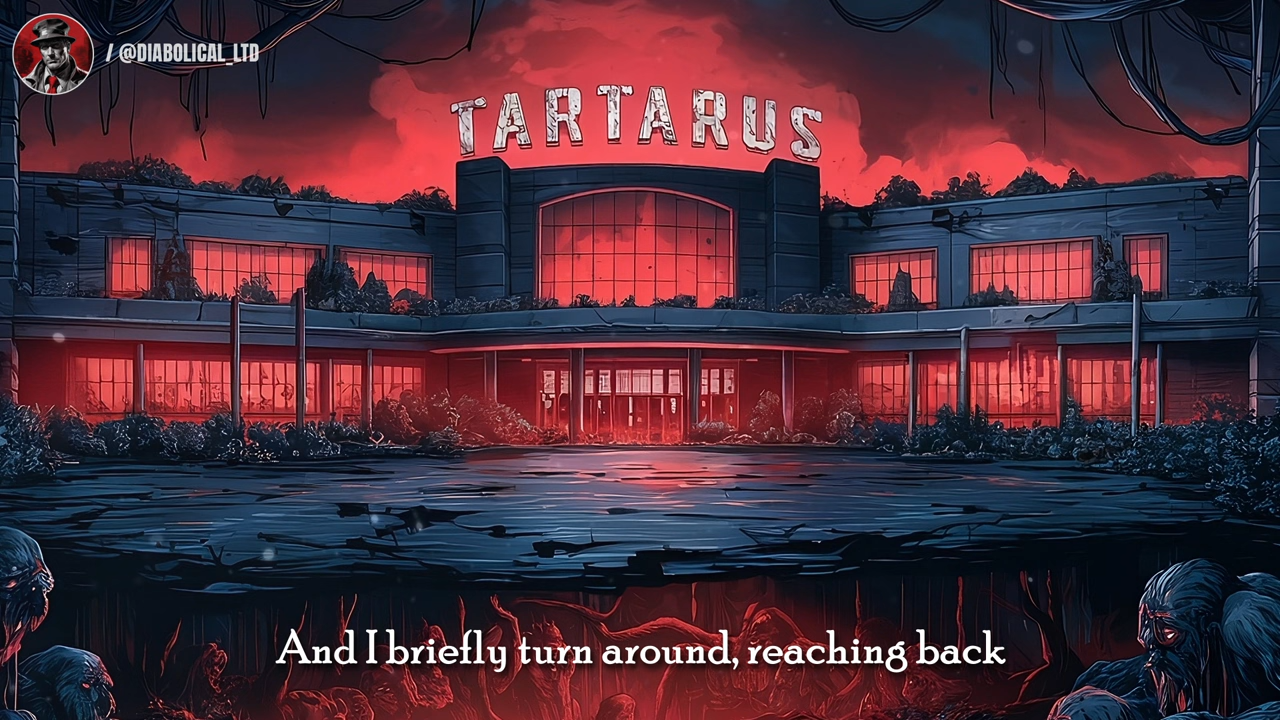 / @DIABOLICAL_LTD
TARTARUS
And I briefly turn around, reaching back